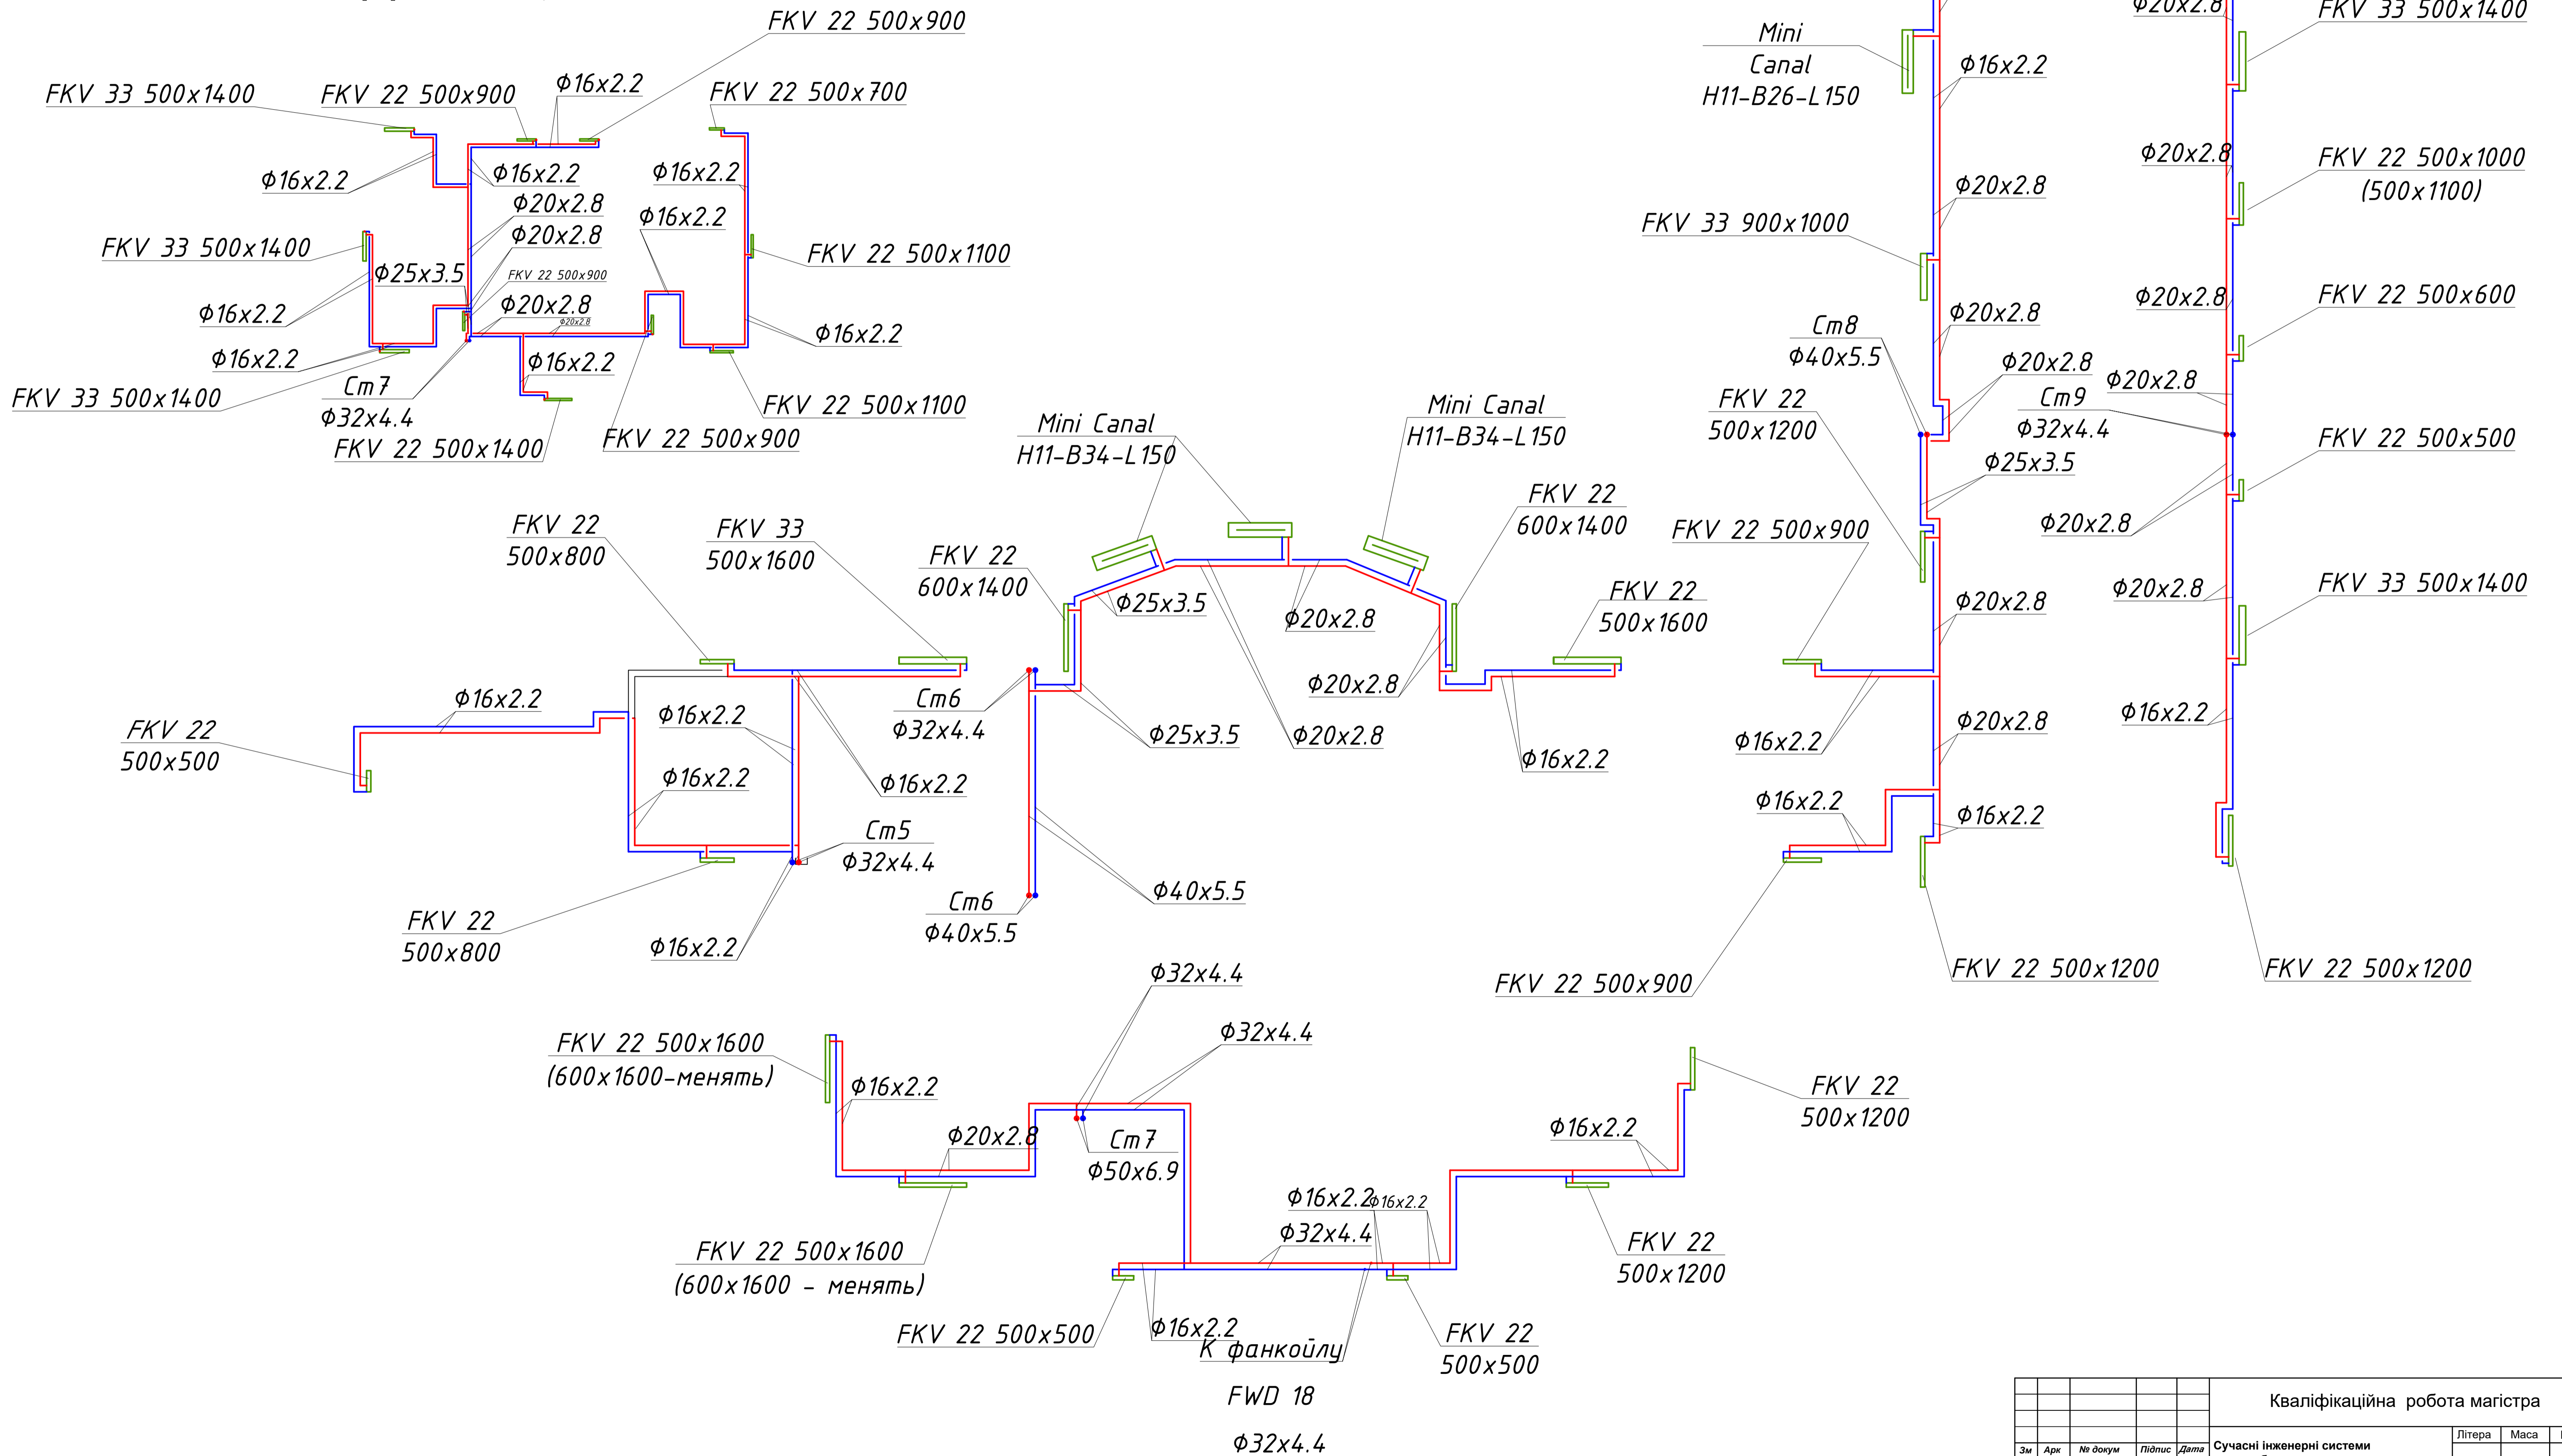 FKV 22 500x900
FKV 33 500x1400
FKV 22 500x900
Φ16x2.2
FKV 22 500x700
Φ16x2.2
Φ16x2.2
Φ16x2.2
Φ20x2.8
Φ16x2.2
Φ20x2.8
FKV 33 500x1400
Φ25x3.5
FKV 22 500x900
FKV 22 500x1100
Φ16x2.2
Φ20x2.8
Φ20x2.8
Φ16x2.2
Φ16x2.2
Φ16x2.2
FKV 33 500x1400
Ст7
Φ32x4.4
FKV 22 500x1400
FKV 22 500x900
FKV 22 500x1100
Mini
Canal
H11-B26-L150
Φ16x2.2
Φ20x2.8
FKV 33 900x1000
Φ20x2.8
Ст8
Φ40x5.5
Φ20x2.8
FKV 22
500x1200
Φ25x3.5
FKV 22 500x900
Φ20x2.8
Φ20x2.8
Φ16x2.2
Φ16x2.2
Φ16x2.2
FKV 22 500x900
FKV 22 500x1200
Φ20x2.8
FKV 33 500x1400
Φ20x2.8
FKV 22 500x1000
(500x1100)
Φ20x2.8
FKV 22 500x600
Φ20x2.8
Ст9
Φ32x4.4
FKV 22 500x500
Φ20x2.8
Φ20x2.8
FKV 33 500x1400
Φ16x2.2
FKV 22 500x1200
Mini Canal
H11-B34-L150
Mini Canal
H11-B34-L150
FKV 22
500x800
FKV 33
500x1600
FKV 22
600x1400
FKV 22
600x1400
Φ25x3.5
Φ20x2.8
FKV 22
500x1600
Φ16x2.2
Φ16x2.2
Ст6
Φ32x4.4
Φ20x2.8
FKV 22
500x500
Φ25x3.5
Φ20x2.8
Φ16x2.2
Φ16x2.2
Φ16x2.2
Ст5
Φ32x4.4
FKV 22
500x800
Φ16x2.2
Ст6
Φ40x5.5
Φ40x5.5
Φ32x4.4
Φ32x4.4
FKV 22 500x1600
(600x1600-менять)
Φ16x2.2
Φ20x2.8
Ст7
Φ50x6.9
Φ16x2.2
FKV 22
500x1200
Φ16x2.2
Φ16x2.2
Φ32x4.4
FKV 22 500x1600
(600x1600 - менять)
FKV 22
500x1200
FKV 22 500x500
Φ16x2.2
К фанкойлу
FWD 18
Φ32x4.4
FKV 22
500x500
Кваліфікаційна робота магістра
Літера Маса
Зм Арк № докум Підпис Дата
Сучасні інженерні системи